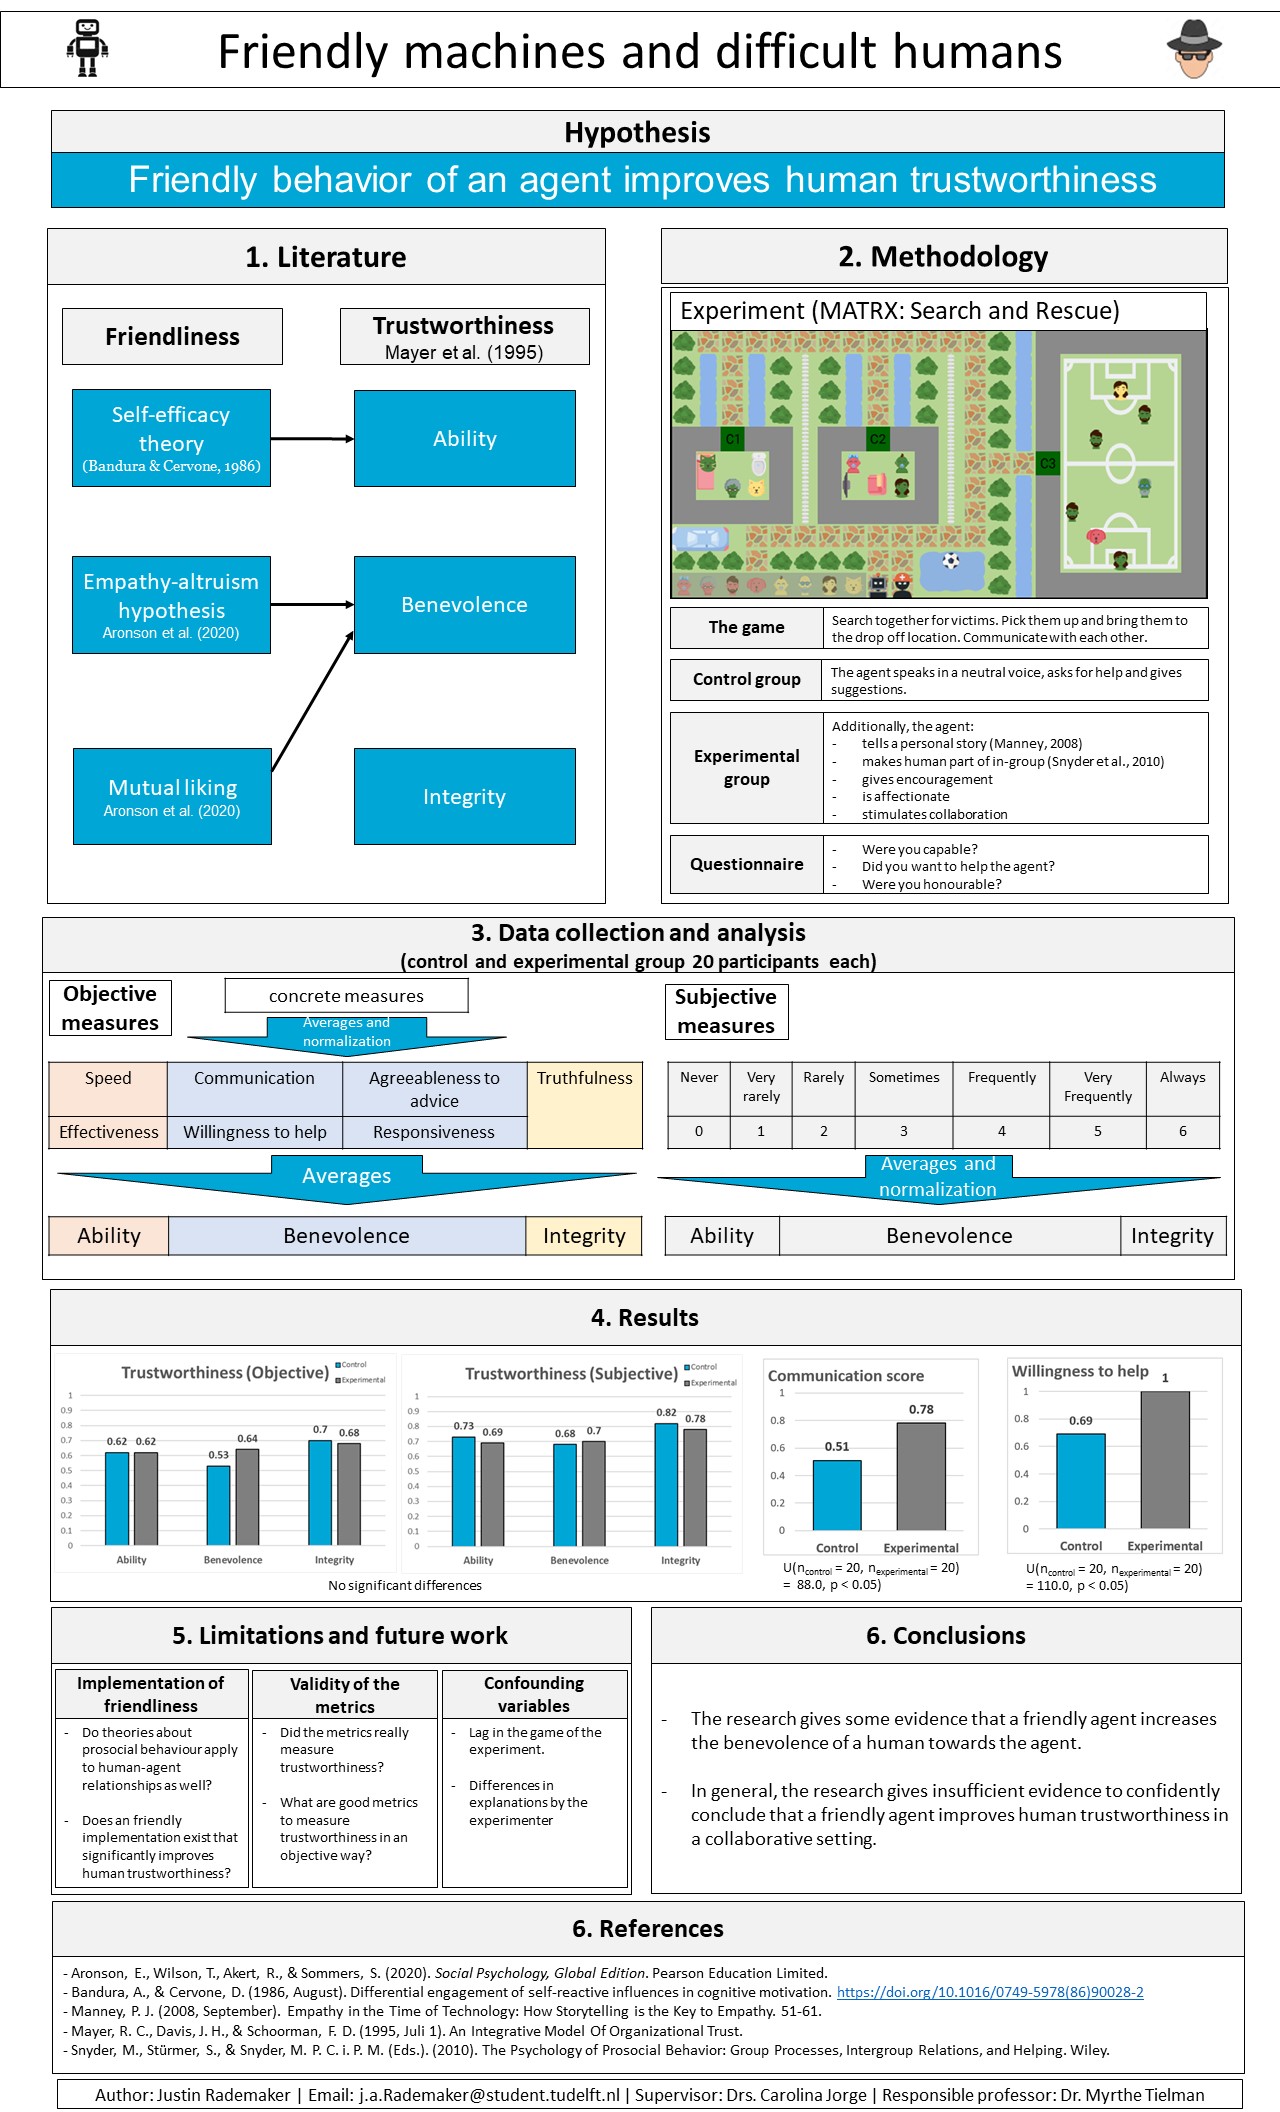 Friendly machines and difficult humans
Hypothesis
Friendly behavior of an agent improves human trustworthiness
1. Literature
Friendliness
Trustworthiness
Mayer et al. (1995)
Self-efficacy
theory
(Bandura & Cervone, 1986)
Ability
Empathy-altruism
hypothesis
Aronson et al. (2020)
Benevolence
Mutual liking
Aronson et al. (2020)
Integrity
2. Methodology
Experiment (MATRX: Search and Rescue)
C1
C2
C3
The game
Search together for victims. Pick them up and bring them to
the drop off location. Communicate with each other.
Control group
The agent speaks in a neutral voice, asks for help and gives
suggestions.
Experimental
group
Additionally, the agent:
- tells a personal story (Manney, 2008)
- makes human part of in-group (Snyder et al., 2010)
- gives encouragement
- is affectionate
- stimulates collaboration
Questionnaire
- Were you capable?
- Did you want to help the agent?
- Were you honourable?
3. Data collection and analysis
(control and experimental group 20 participants each)
Objective
measures
concrete measures
Averages and
normalization
Speed Communication Agreeableness to
advice Truthfulness
Effectiveness Willingness to help Responsiveness
Averages
Ability Benevolence Integrity
Subjective
measures
Never Very
rarely Rarely Sometimes Frequently Very
Frequently Always
0 1 2 3 4 5 6
Averages and
normalization
Ability Benevolence Integrity
4. Results
Trustworthiness (Objective)
Control
Experimental
1
0.9
0.8
0.7
0.6
0.5
0.4
0.3
0.2
0.1
0
0.62 0.62 0.53 0.64 0.7 0.68
Ability Benevolence Integrity
Trustworthiness (Subjective)
Control
Experimental
1
0.9
0.8
0.7
0.6
0.5
0.4
0.3
0.2
0.1
0
0.73 0.69 0.68 0.7 0.82 0.78
Ability Benevolence Integrity
No significant differences
Communication score
1
0.8
0.6
0.4
0.2
0
0.51 0.78
Control Experimental
U(ncontrol = 20, nexperimental = 20)
= 88.0, p < 0.05)
Willingness to help
1
0.8
0.6
0.4
0.2
0
0.69 1
Control Experimental
U(ncontrol = 20, nexperimental = 20)
= 110.0, p < 0.05)
5. Limitations and future work
Implementation of
friendliness
- Do theories about
prosocial behaviour apply
to human-agent
relationships as well?
- Does an friendly
implementation exist that
significantly improves
human trustworthiness?
Validity of the
metrics
- Did the metrics really
measure
trustworthiness?
- What are good metrics
to measure
trustworthiness in an
objective way?
Confounding
variables
- Lag in the game of the
experiment.
- Differences in
explanations by the
experimenter
6. Conclusions
- The research gives some evidence that a friendly agent increases
the benevolence of a human towards the agent.
- In general, the research gives insufficient evidence to confidently
conclude that a friendly agent improves human trustworthiness in
a collaborative setting.
6. References
- Aronson, E., Wilson, T., Akert, R., & Sommers, S. (2020). Social Psychology, Global Edition. Pearson Education Limited.
- Bandura, A., & Cervone, D. (1986, August). Differential engagement of self-reactive influences in cognitive motivation. https://doi.org/10.1016/0749-5978(86)90028-2
- Manney, P. J. (2008, September). Empathy in the Time of Technology: How Storytelling is the Key to Empathy. 51-61.
- Mayer, R. C., Davis, J. H., & Schoorman, F. D. (1995, Juli 1). An Integrative Model Of Organizational Trust.
- Snyder, M., Stürmer, S., & Snyder, M. P. C. i. P. M. (Eds.). (2010). The Psychology of Prosocial Behavior: Group Processes, Intergroup Relations, and Helping. Wiley.
Author: Justin Rademaker | Email: j.a.Rademaker@student.tudelft.nl | Supervisor: Drs. Carolina Jorge | Responsible professor: Dr. Myrthe Tielman